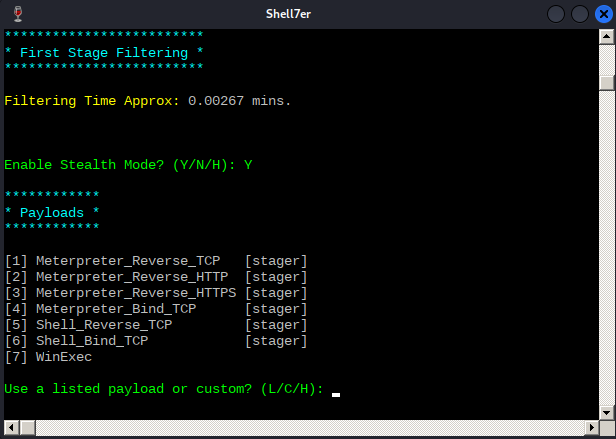 Shell7er
*************************
* First Stage Filtering *
*************************
Filtering Time Approx: 0.00267 mins.
Enable Stealth Mode? (Y/N/H): Y
************
* Payloads *
************
[1] Meterpreter_Reverse_TCP   [stager]
[2] Meterpreter_Reverse_HTTP  [stager]
[3] Meterpreter_Reverse_HTTPS [stager]
[4] Meterpreter_Bind_TCP      [stager]
[5] Shell_Reverse_TCP         [stager]
[6] Shell_Bind_TCP            [stager]
[7] WinExec
Use a listed payload or custom? (L/C/H):